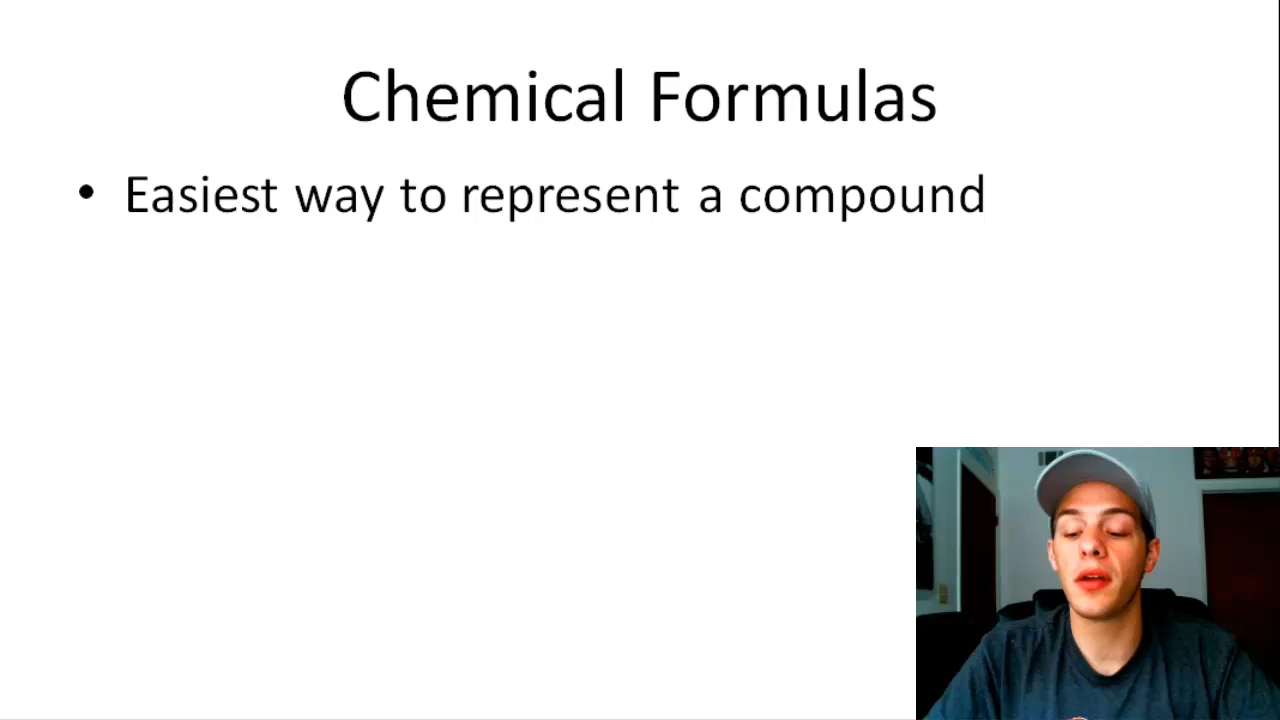 Chemical Formulas
• Easiest way to represent a compound